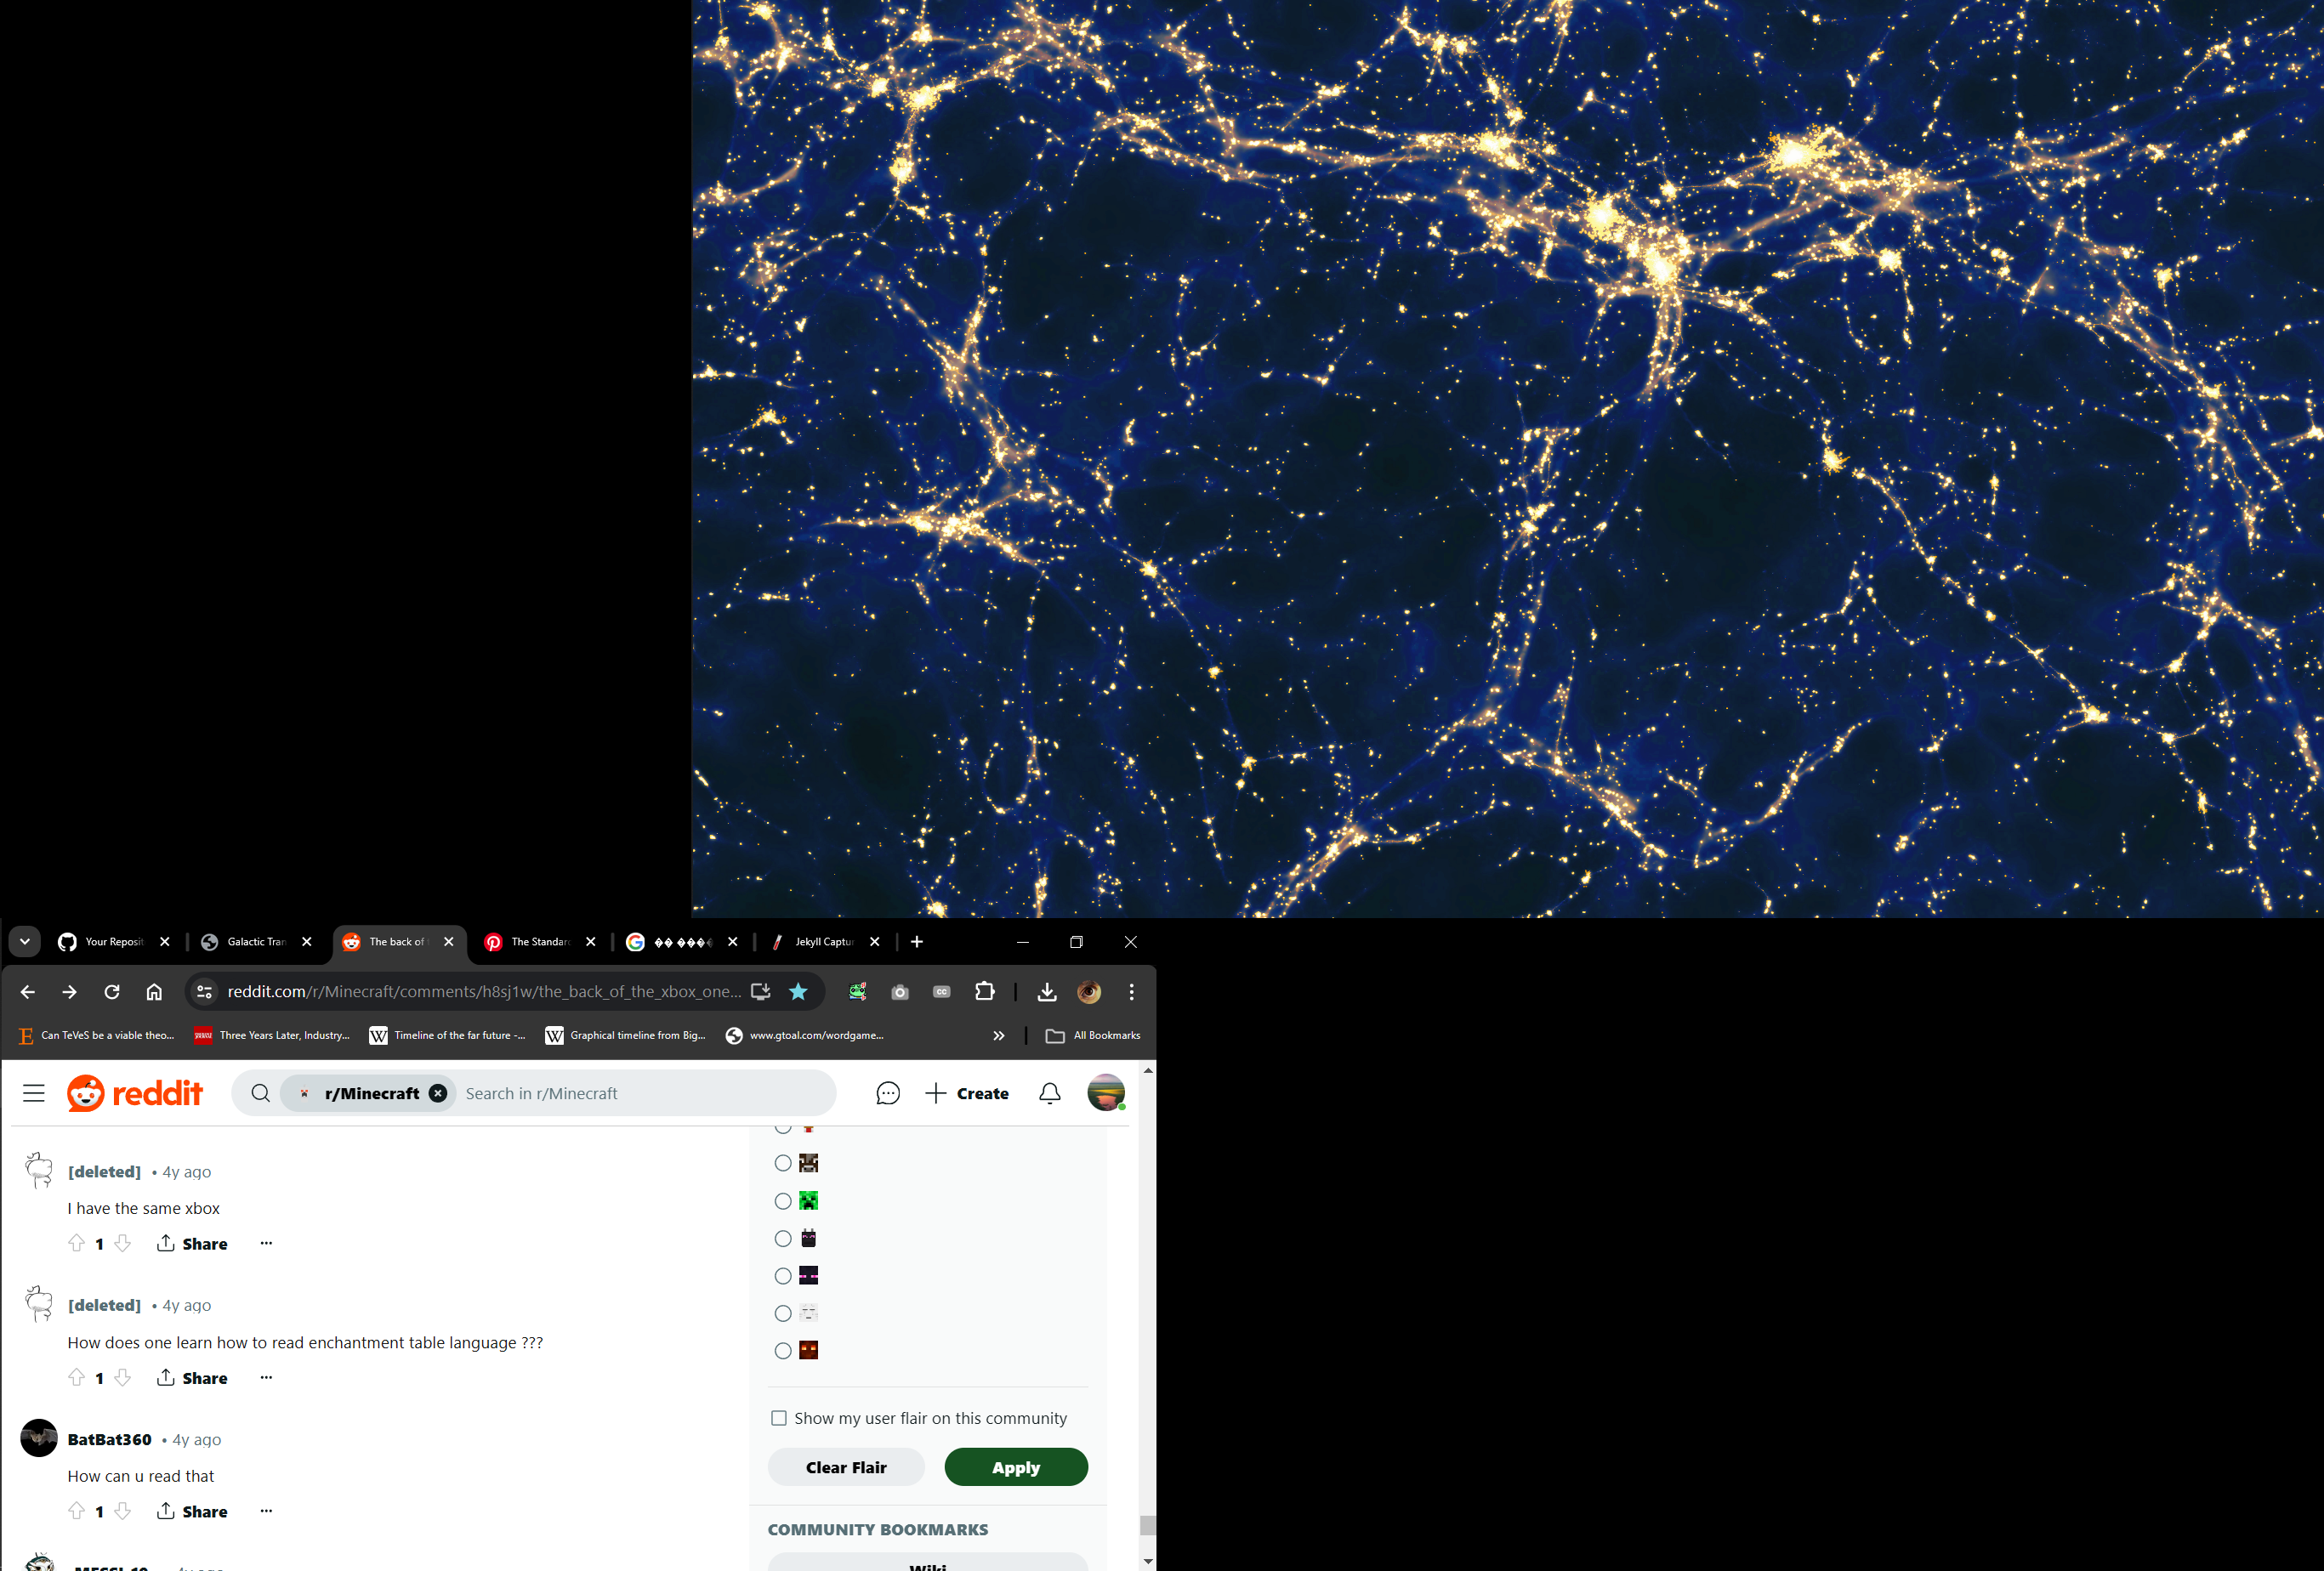 Your Reposit
Galactic Tran
The back of
The Standar
�� ����
Jekyll Captur
reddit.com/r/Minecraft/comments/h8sj1w/the_back_of_the_xbox_one...
CC
Can TeVeS be a viable theo...
Three Years Later, Industry...
Timeline of the far future -...
Graphical timeline from Big...
www.gtoal.com/wordgame...
All Bookmarks
reddit
r/Minecraft
Search in r/Minecraft
Create
[deleted] • 4y ago
I have the same xbox
1 Share ...
[deleted] • 4y ago
How does one learn how to read enchantment table language ???
1 Share ...
BatBat360 • 4y ago
How can u read that
1 Share ...
4y ago
Show my user flair on this community
Clear Flair
Apply
COMMUNITY BOOKMARKS
Wiki